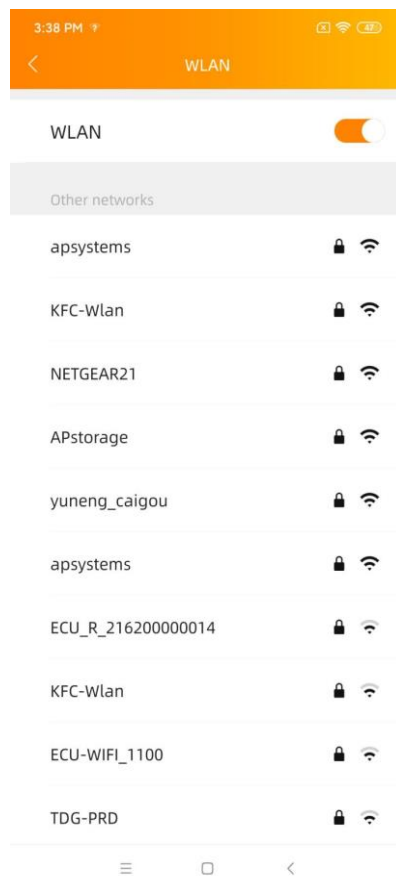 3:38 PM
47
WLAN
WLAN
Other networks
apsystems
KFC-Wlan
NETGEAR21
APstorage
yuneng_caigou
apsystems
ECU_R_216200000014
KFC-Wlan
ECU-WIFI_1100
TDG-PRD